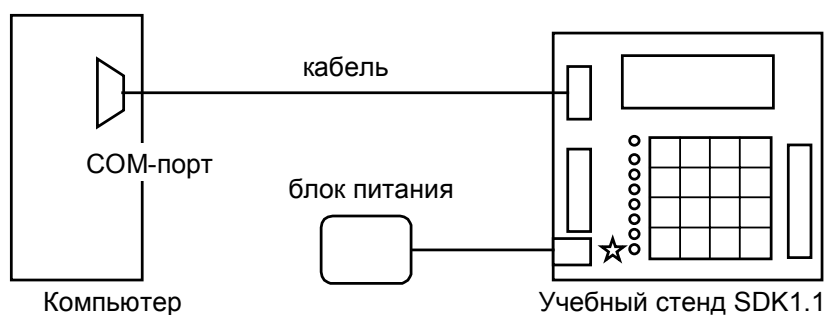 кабель
COM-порт
блок питания
Компьютер
Учебный стенд SDK1.1